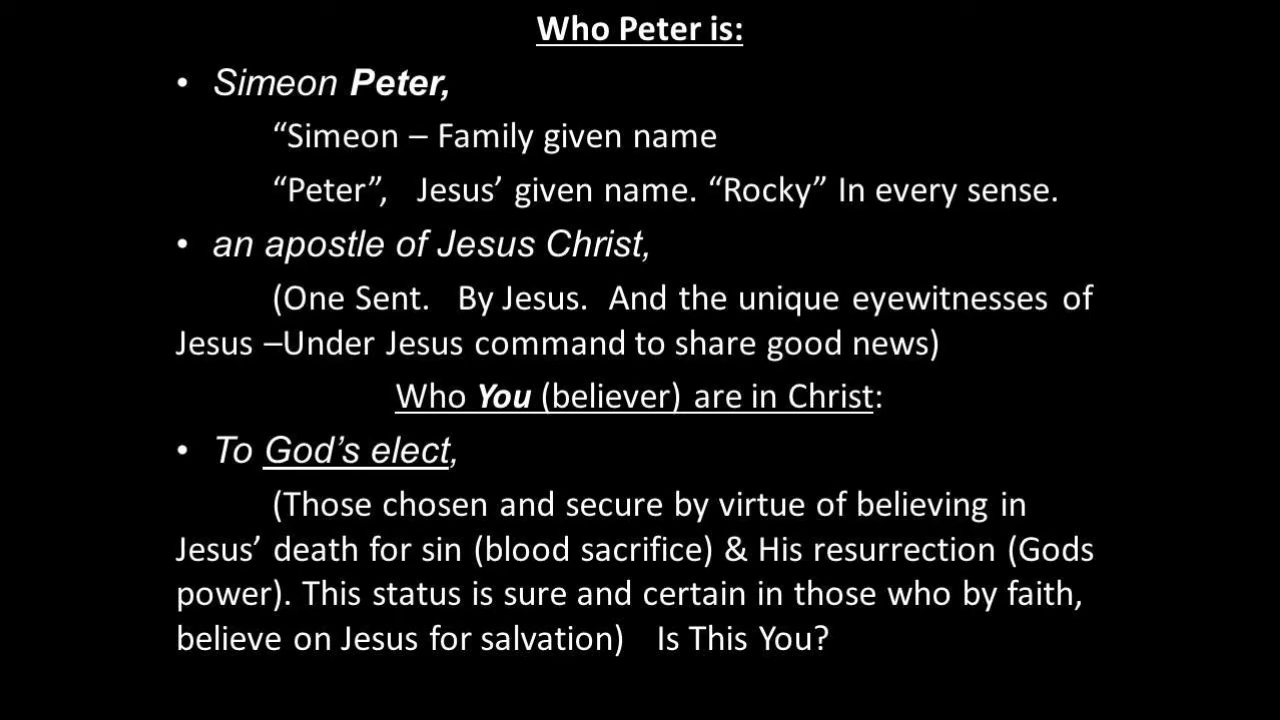 Who Peter is:
• Simeon Peter,
“Simeon – Family given name
“Peter”, Jesus’ given name. “Rocky” In every sense.
• an apostle of Jesus Christ,
(One Sent. By Jesus. And the unique eyewitnesses of
Jesus –Under Jesus command to share good news)
Who You (believer) are in Christ:
• To God’s elect,
(Those chosen and secure by virtue of believing in
Jesus’ death for sin (blood sacrifice) & His resurrection (Gods
power). This status is sure and certain in those who by faith,
believe on Jesus for salvation) Is This You?